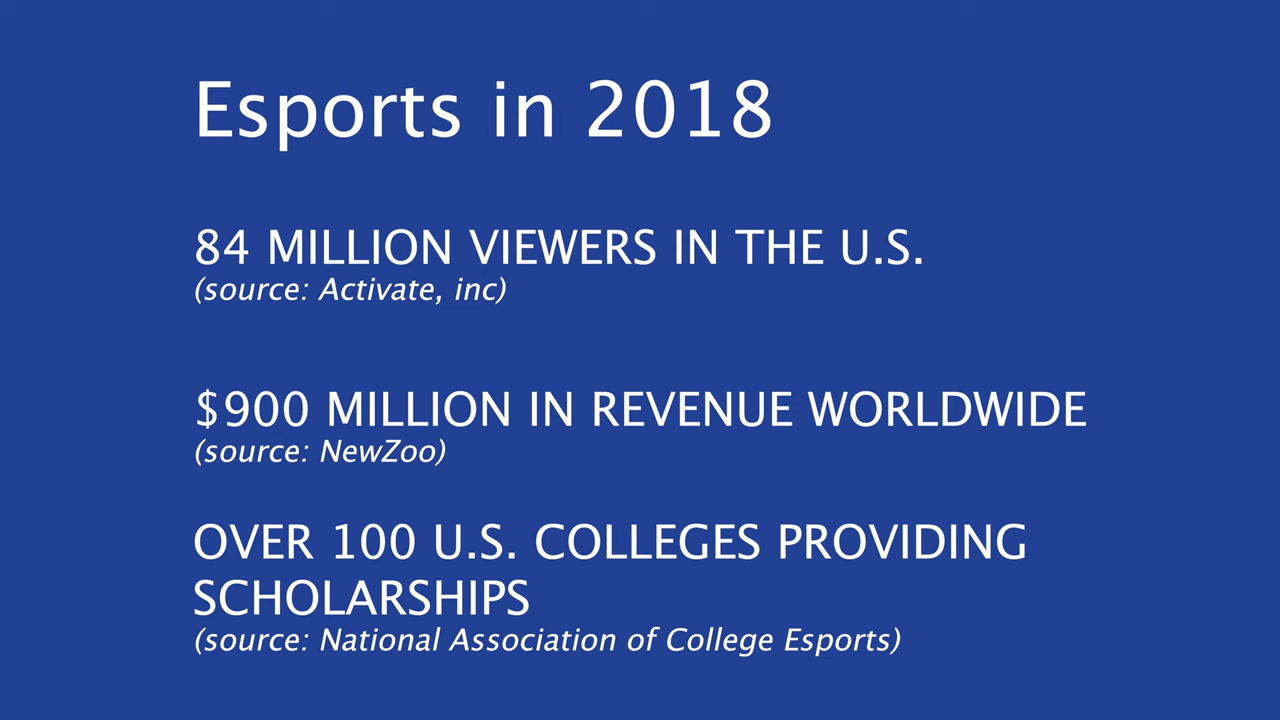 Esports in 2018
84 MILLION VIEWERS IN THE U.S.
(source: Activate, inc)
$900 MILLION IN REVENUE WORLDWIDE
(source: NewZoo)
OVER 100 U.S. COLLEGES PROVIDING
SCHOLARSHIPS
(source: National Association of College Esports)